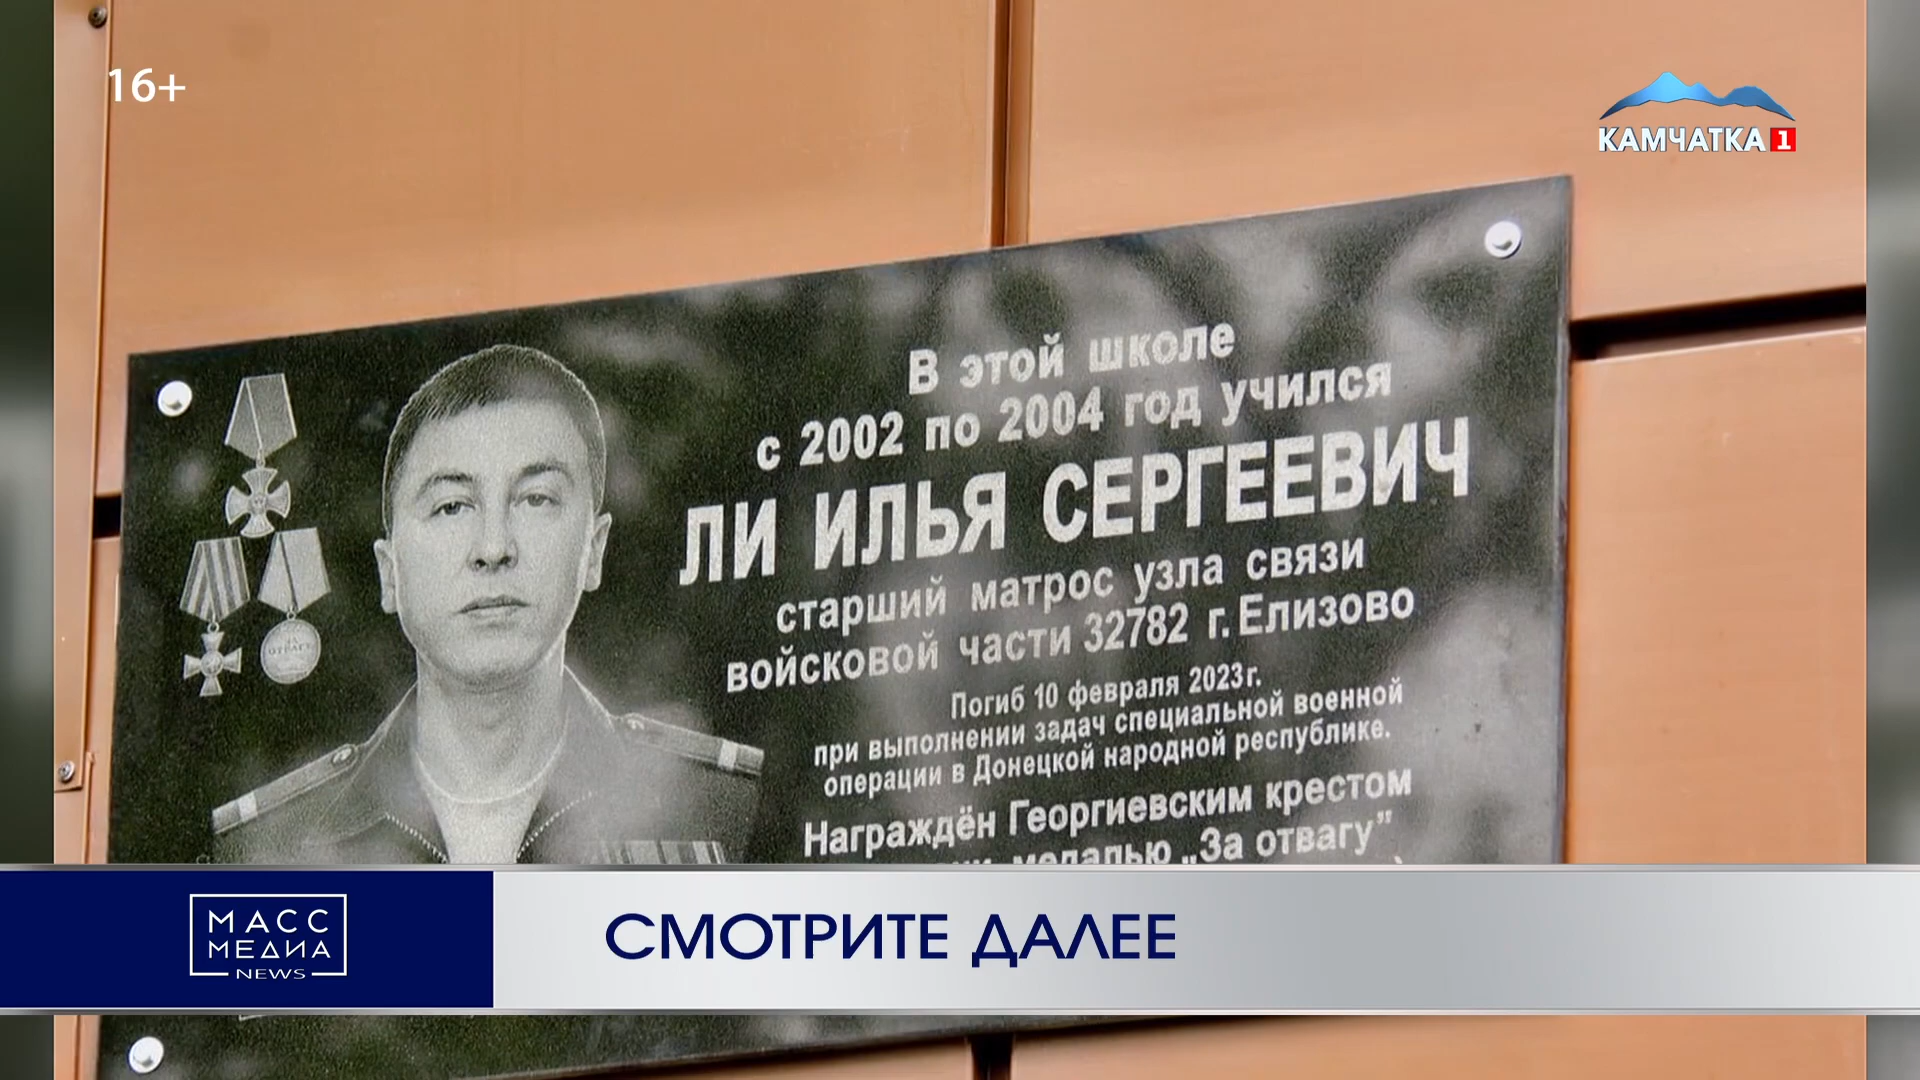 16+
КАМЧАТКА 1
В этой школе
с 2002 по 2004 год учился
ЛИ ИЛЬЯ СЕРГЕЕВИЧ
старший матрос узла связи
войсковой части 32782 г. Елизово
Погиб 10 февраля 2023г.
при выполнении задач специальной военной
операции в Донецкой народной республике.
Награждён Георгиевским крестом
медалью „За отвагу”
МАСС
МЕДИА
NEWS
СМОТРИТЕ ДАЛЕЕ